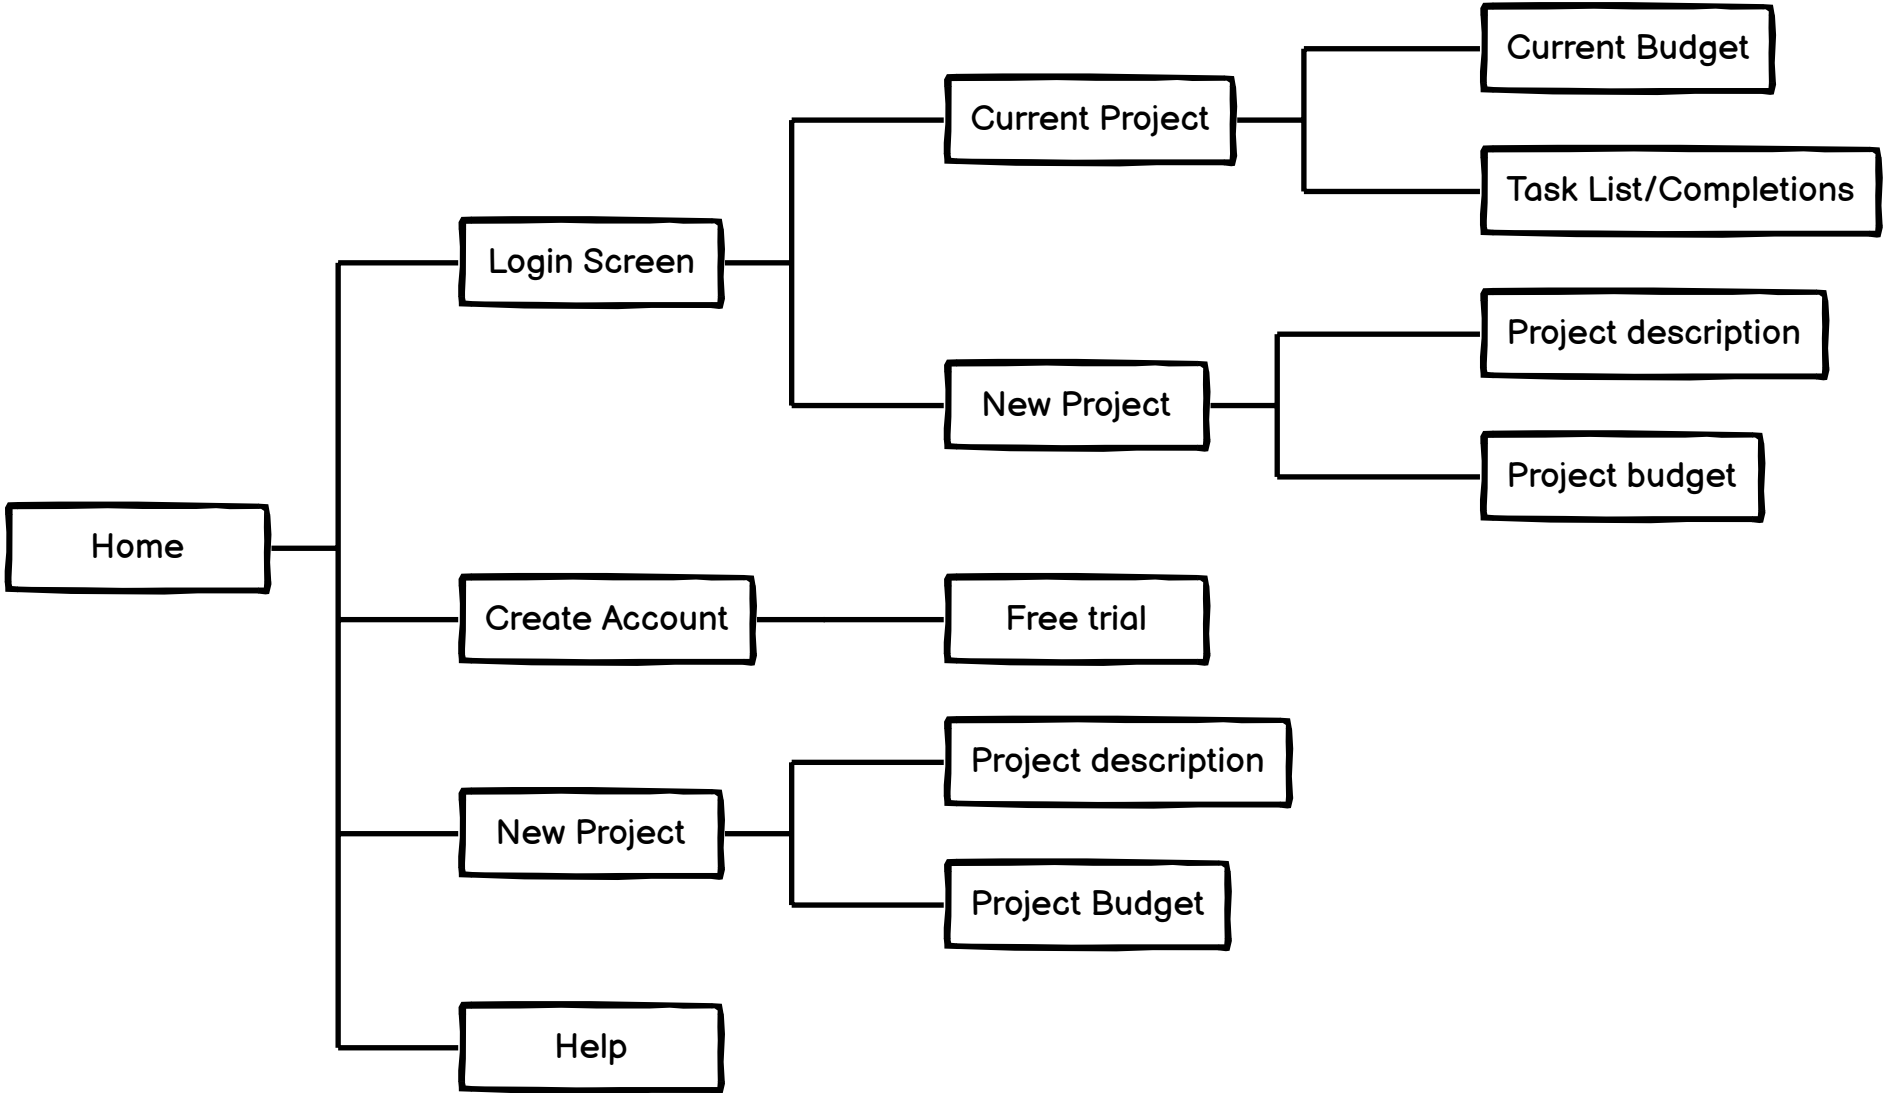 Home
Login Screen
Current Project
Current Budget
Task List/Completions
New Project
Project description
Project budget
Create Account
Free trial
New Project
Project description
Project Budget
Help